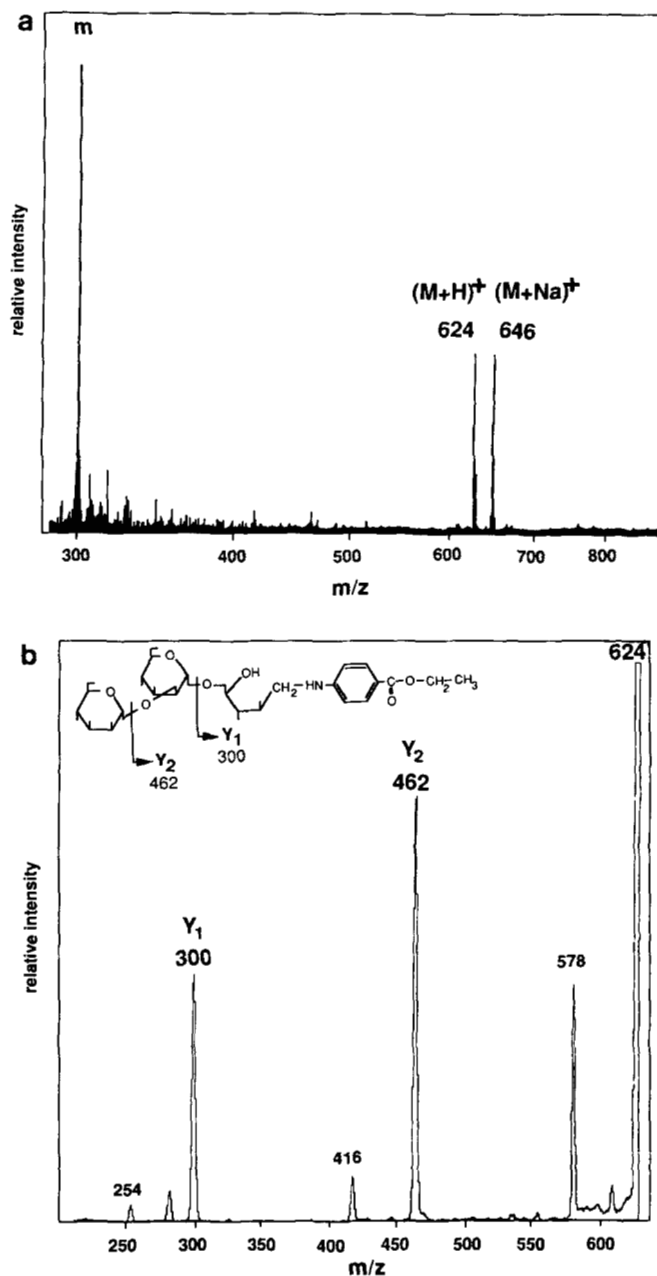 a
m
(M+H)+ (M+Na)+
624 646
relative intensity
300 400 500 600 700 800
m/z
b
624
O
O
O
O
OH
CH2-HN
C-O-CH2-CH3
O
Y1
300
Y2
462
Y2
462
Y1
300
578
416
254
relative intensity
250 300 350 400 450 500 550 600
m/z